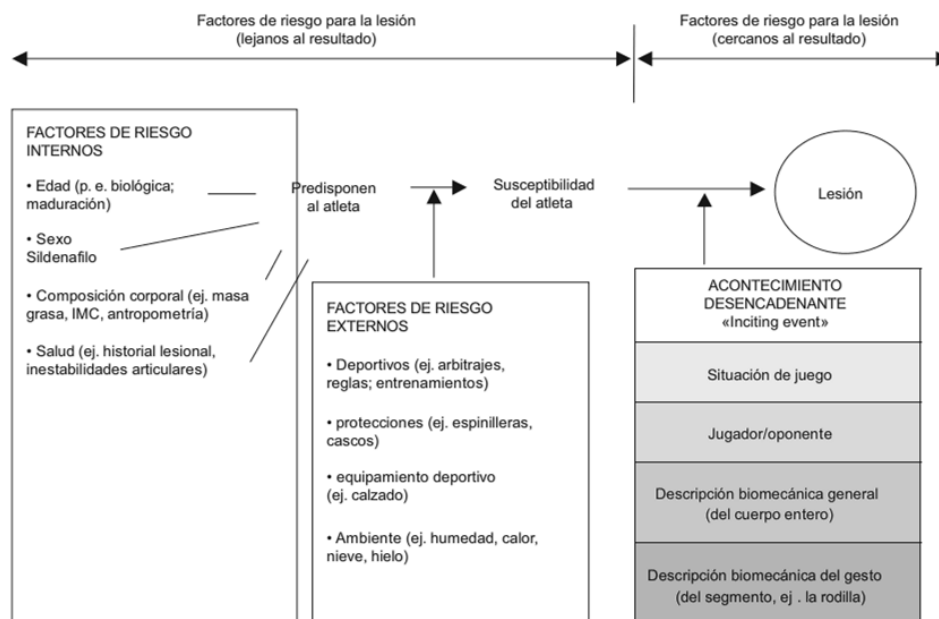 Factores de riesgo para la lesión
(lejanos al resultado)
Factores de riesgo para la lesión
(cercanos al resultado)
FACTORES DE RIESGO
INTERNOS
• Edad (p. e. biológica;
maduración)
• Sexo
Sildenafilo
• Composición corporal (ej. masa
grasa, IMC, antropometría)
• Salud (ej. historial lesional,
inestabilidades articulares)
Predisponen
al atleta
Susceptibilidad
del atleta
Lesión
FACTORES DE RIESGO
EXTERNOS
• Deportivos (ej. arbitrajes,
reglas; entrenamientos)
• protecciones (ej. espinilleras,
cascos)
• equipamiento deportivo
(ej. calzado)
• Ambiente (ej. humedad, calor,
nieve, hielo)
ACONTECIMIENTO
DESENCADENANTE
«Inciting event»
Situación de juego
Jugador/oponente
Descripción biomecánica general
(del cuerpo entero)
Descripción biomecánica del gesto
(del segmento, ej . la rodilla)